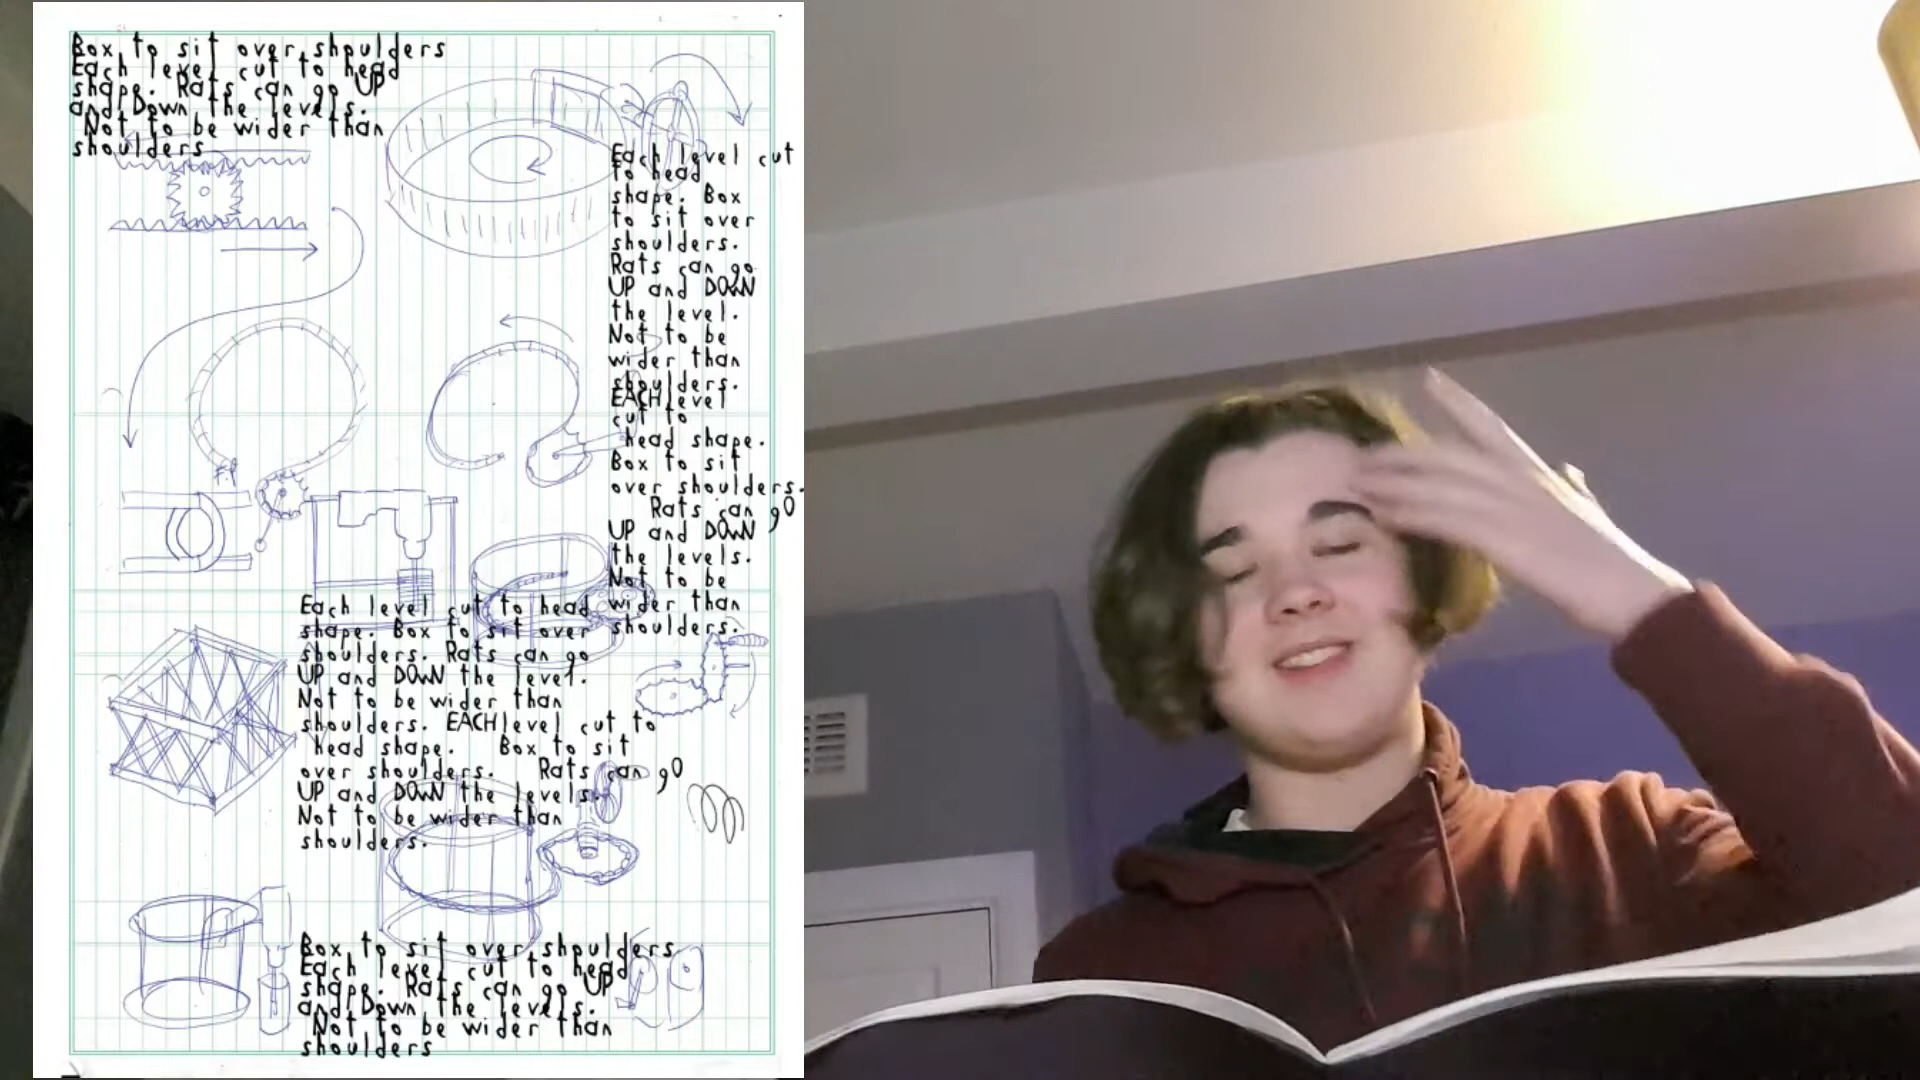 Box to sit over shoulders
Each level cut to head
shape. Rats can go UP
and Down the levels.
Not to be wider than
shoulders
Each level cut
to head
shape. Box
to sit over
shoulders.
Rats can go
UP and DOWN
the level.
Not to be
wider than
shoulders.
EACH level
cut to
head shape.
Box to sit
over shoulders.
Rats can go
UP and DOWN
the levels.
Not to be
wider than
shoulders.
F.P
Each level cut to head
shape. Box to sit over
shoulders. Rats can go
UP and DOWN the level.
Not to be wider than
shoulders. EACH level cut to
head shape. Box to sit
over shoulders. Rats can go
UP and DOWN the levels.
Not to be wider than
shoulders.
Box to sit over shoulders
Each level cut to head
shape. Rats can go UP
and Down the levels.
Not to be wider than
shoulders